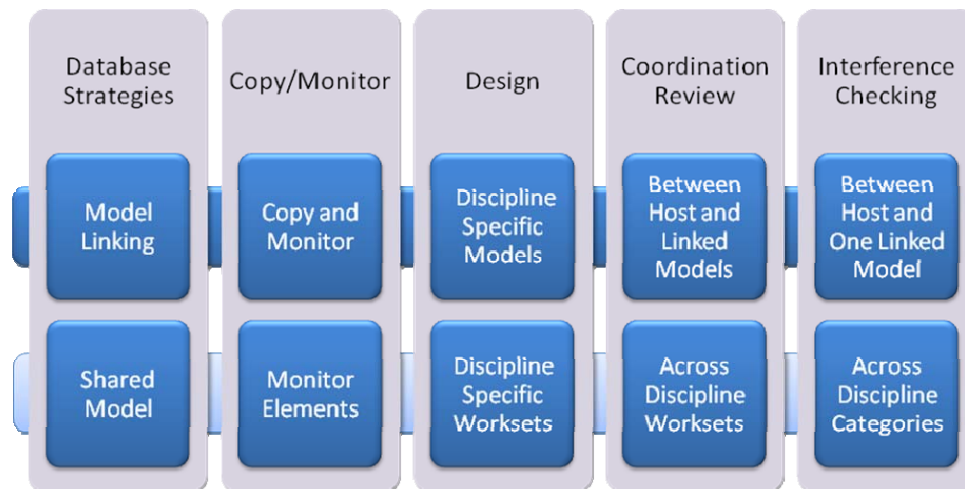 Database
Strategies
Copy/Monitor
Design
Coordination
Review
Interference
Checking
Model
Linking
Copy and
Monitor
Discipline
Specific
Models
Between
Host and
Linked
Models
Between
Host and
One Linked
Model
Shared
Model
Monitor
Elements
Discipline
Specific
Worksets
Across
Discipline
Worksets
Across
Discipline
Categories